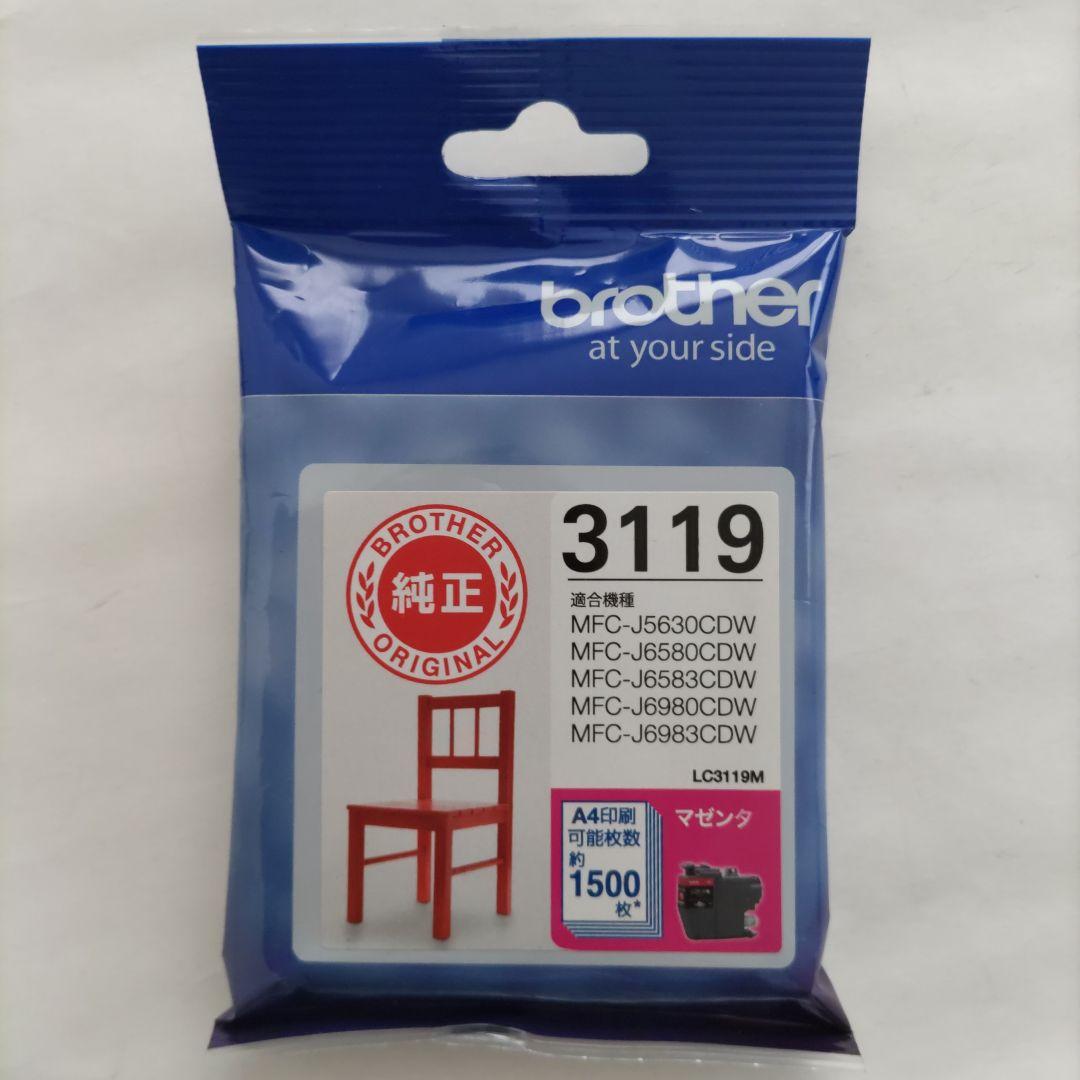 brother
at your side
BROTHER
純正
ORIGINAL
3119
適合機種
MFC-J5630CDW
MFC-J6580CDW
MFC-J6583CDW
MFC-J6980CDW
MFC-J6983CDW
LC3119M
A4印刷
可能枚数
約
1500
枚*
マゼンタ